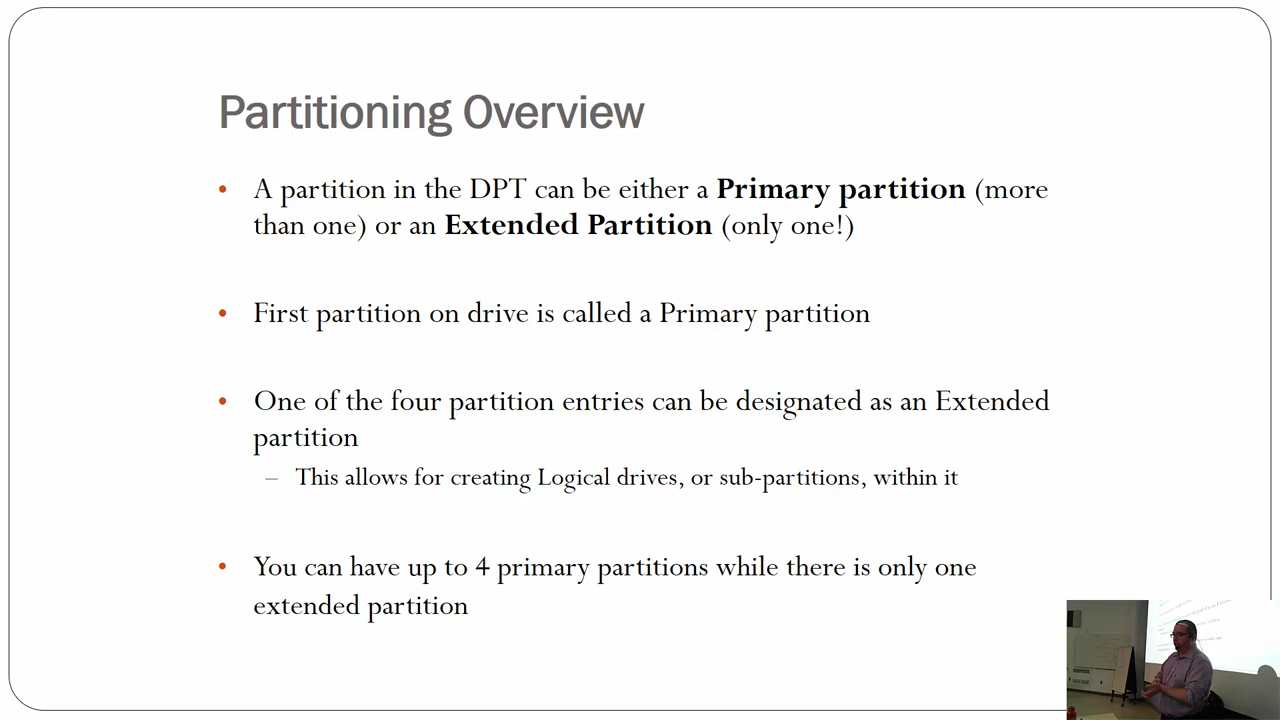 Partitioning Overview
• A partition in the DPT can be either a Primary partition (more
than one) or an Extended Partition (only one!)
• First partition on drive is called a Primary partition
• One of the four partition entries can be designated as an Extended
partition
– This allows for creating Logical drives, or sub-partitions, within it
• You can have up to 4 primary partitions while there is only one
extended partition